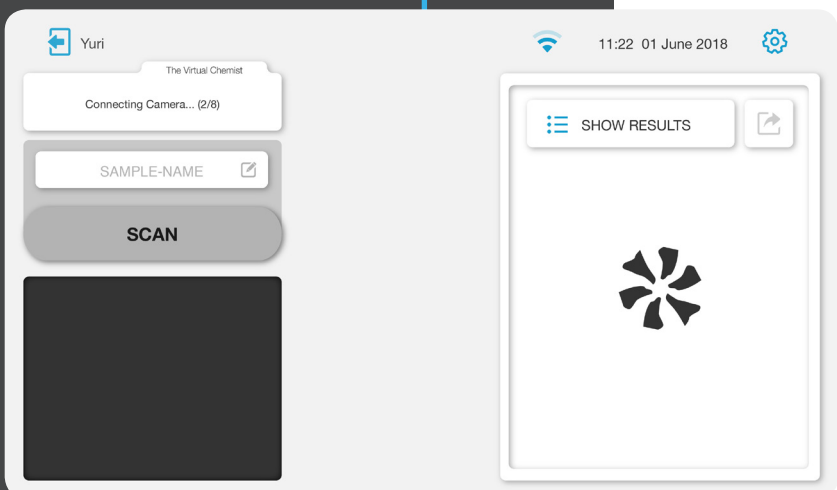 Yuri
11:22 01 June 2018
The Virtual Chemist
Connecting Camera... (2/8)
SAMPLE-NAME
SCAN
SHOW RESULTS